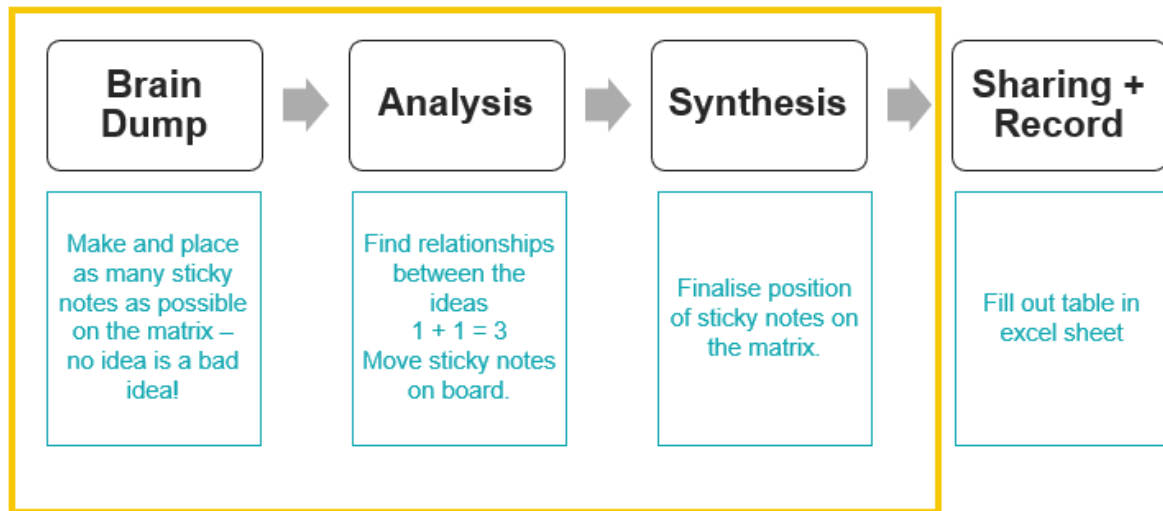 Brain
Dump
Analysis
Synthesis
Sharing +
Record
Make and place
as many sticky
notes as possible
on the matrix –
no idea is a bad
idea!
Find relationships
between the
ideas
1 + 1 = 3
Move sticky notes
on board.
Finalise position
of sticky notes on
the matrix.
Fill out table in
excel sheet